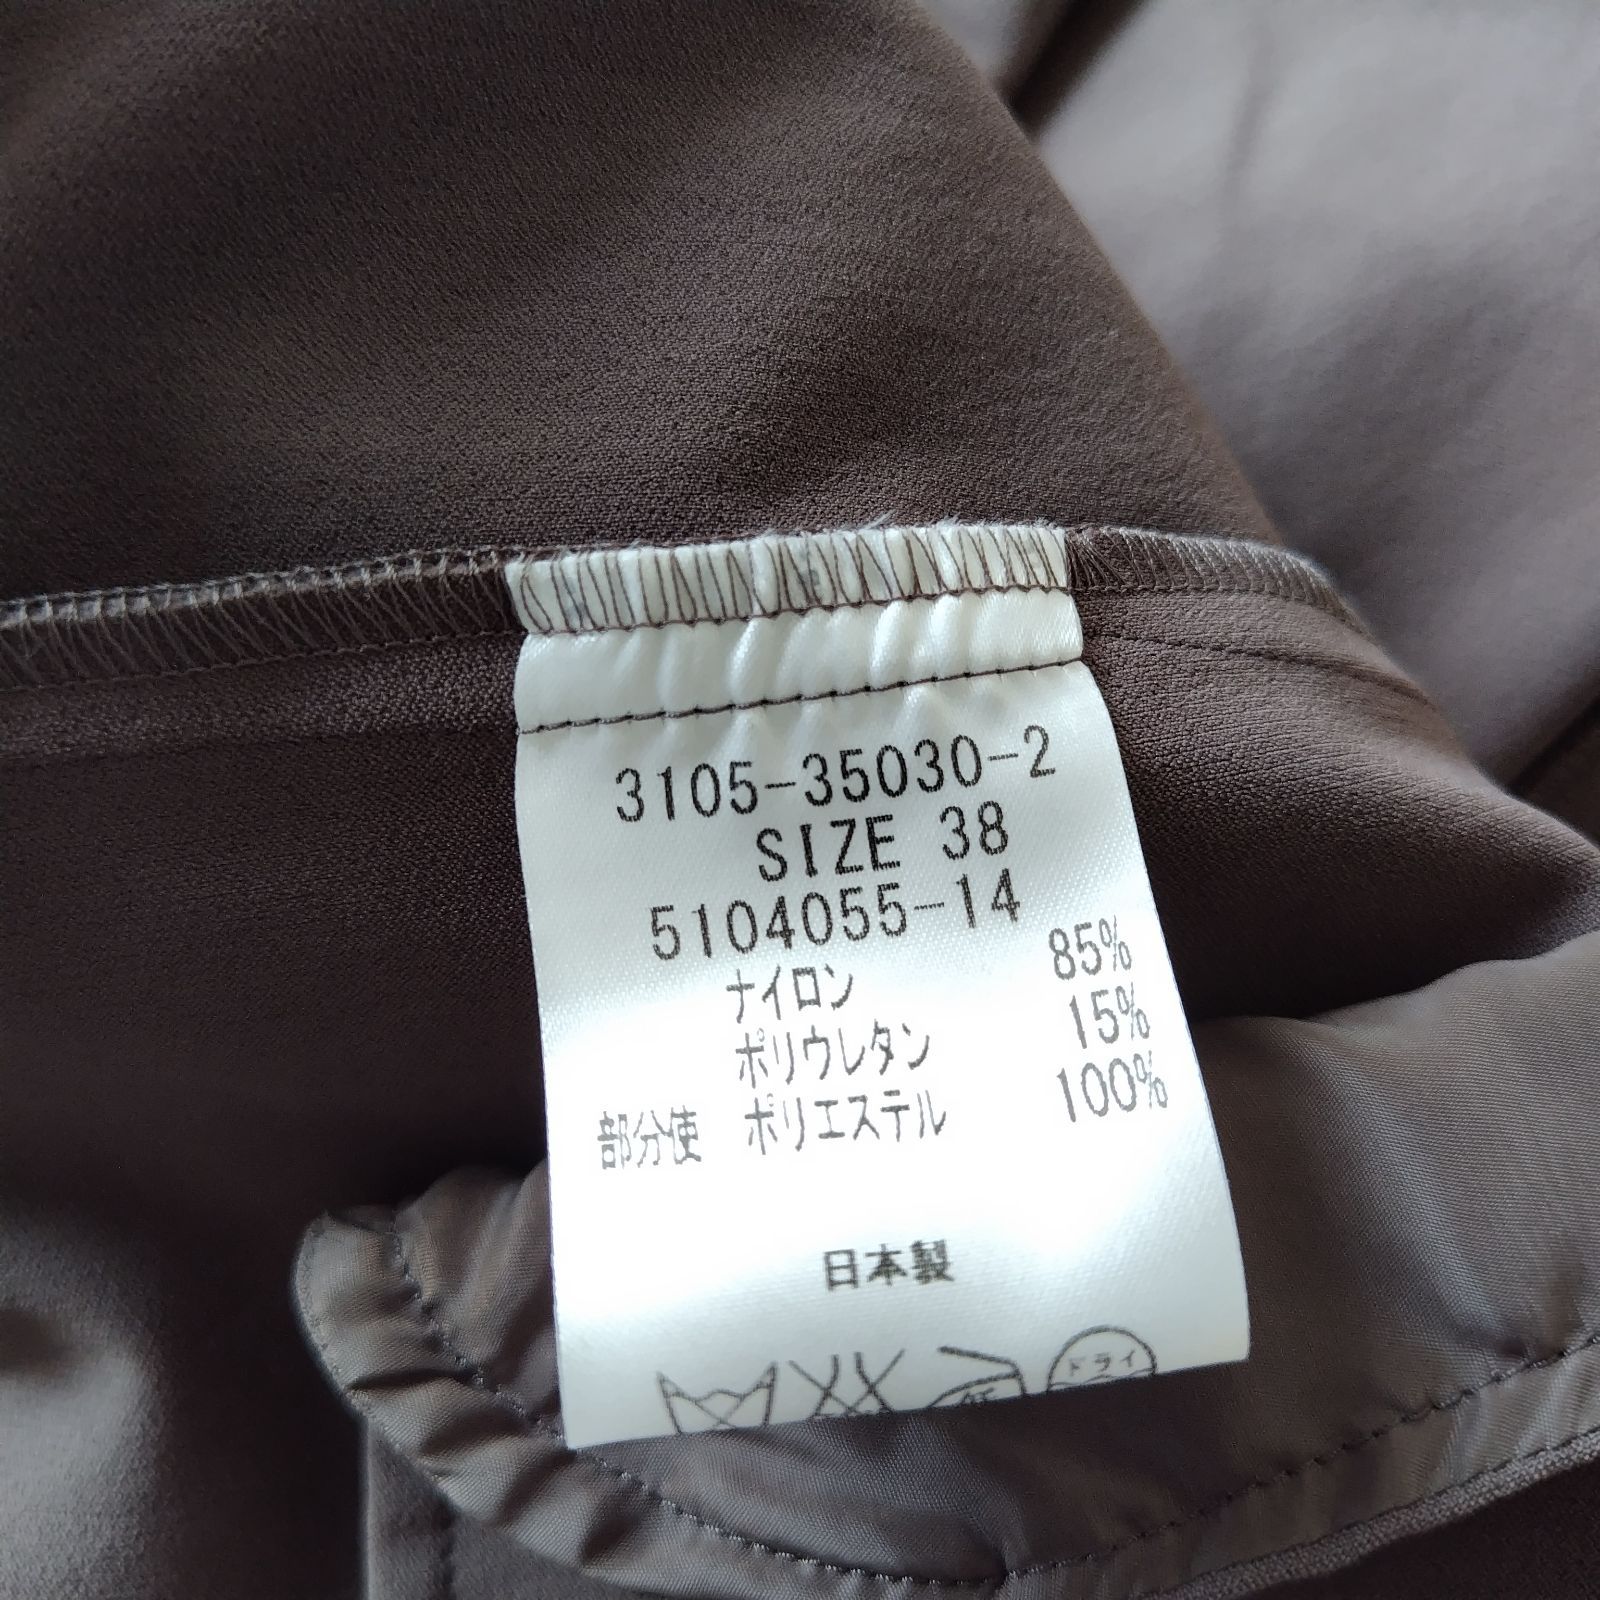 3105-35030-2
SIZE 38
5104055-14
ナイロン 85%
ポリウレタン 15%
部分使 ポリエステル 100%
日本製
ドライ